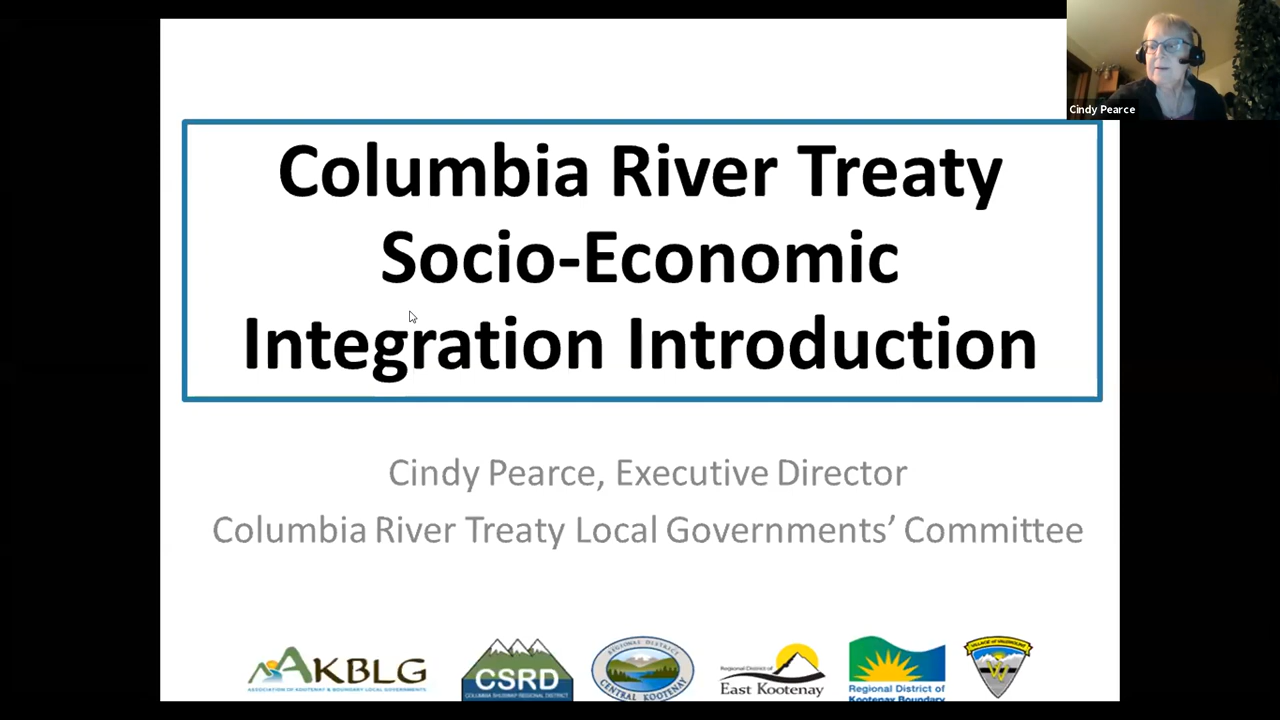 Cindy Pearce
Columbia River Treaty
Socio-Economic
Integration Introduction
Cindy Pearce, Executive Director
Columbia River Treaty Local Governments’ Committee
AKBLG
ASSOCIATION OF KOOTENAY & BOUNDARY LOCAL GOVERNMENTS
CSRD
COLUMBIA SHUSWAP REGIONAL DISTRICT
REGIONAL DISTRICT
CENTRAL KOOTENAY
Regional District of
East Kootenay
Regional District of
Kootenay Boundary
VILLAGE OF VALEMOUNT